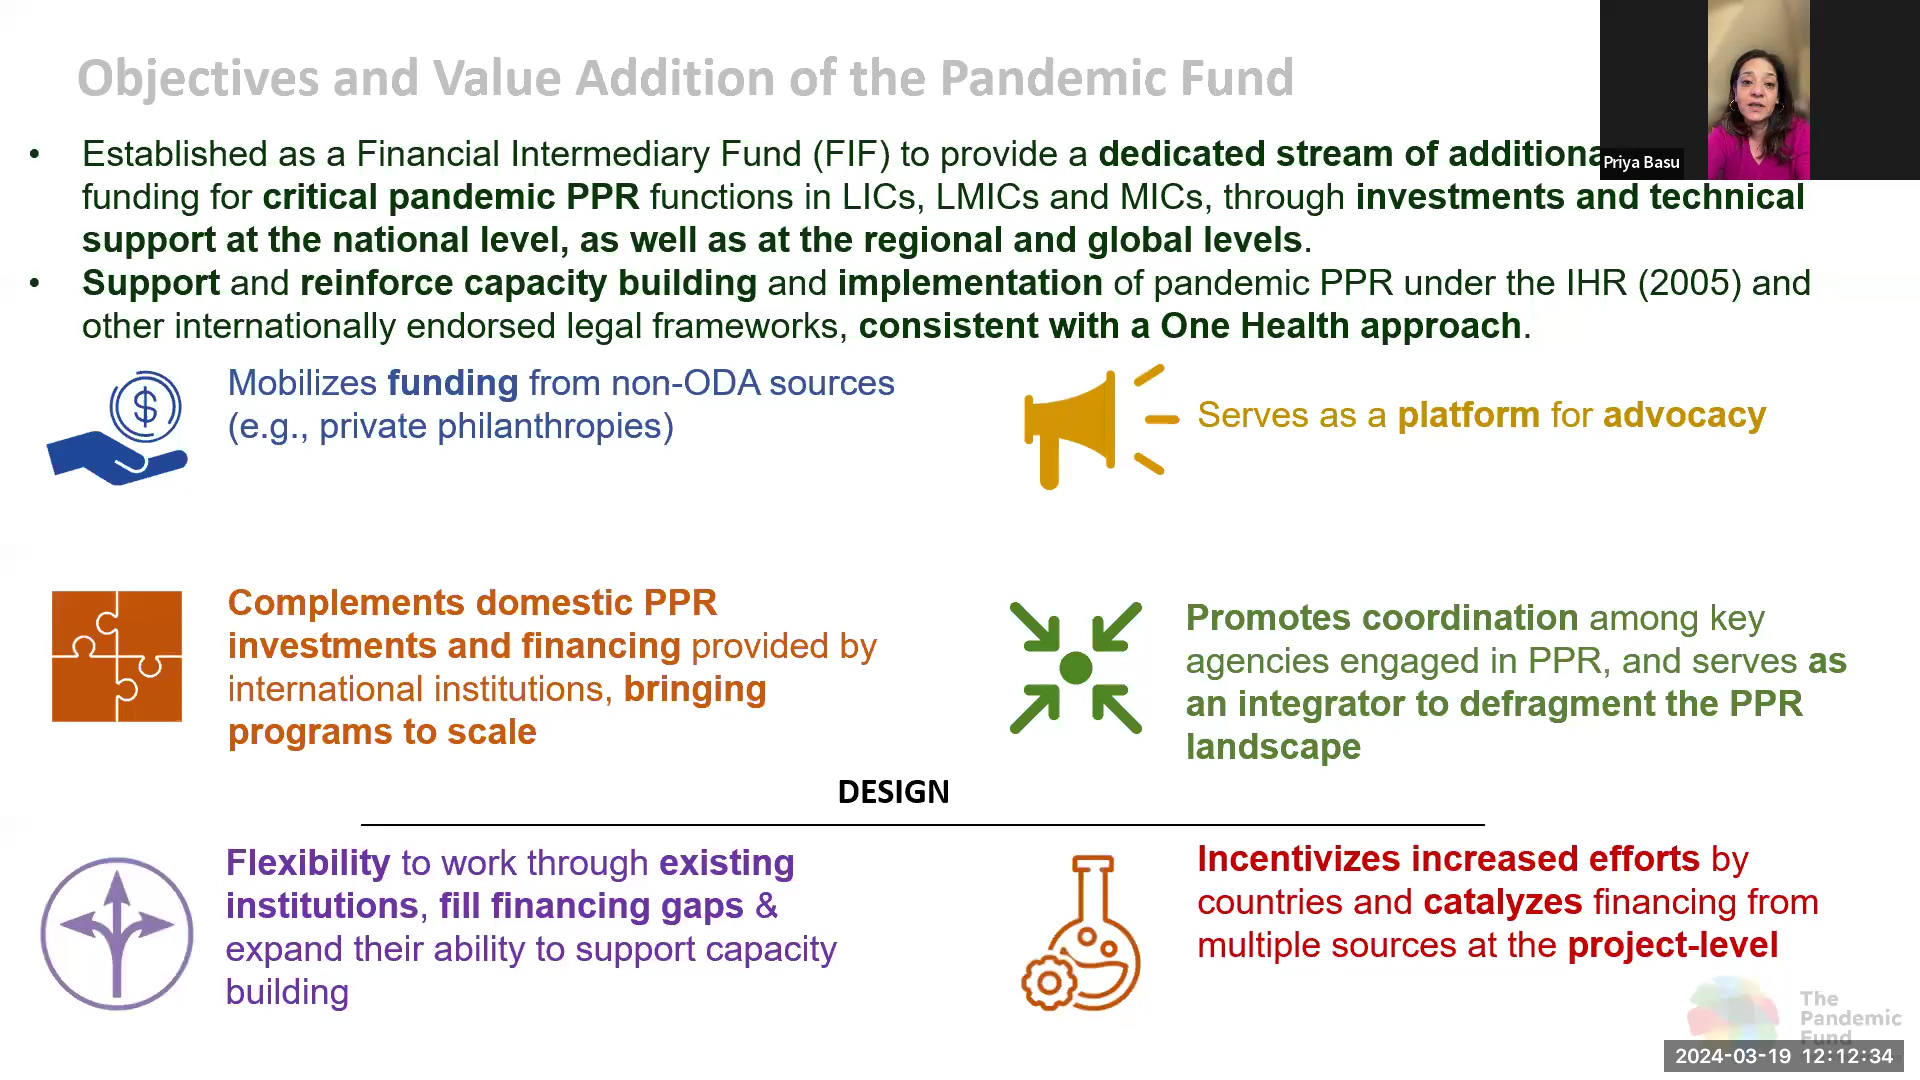 Objectives and Value Addition of the Pandemic Fund
Priya Basu
• Established as a Financial Intermediary Fund (FIF) to provide a dedicated stream of additiona
funding for critical pandemic PPR functions in LICs, LMICs and MICs, through investments and technical
support at the national level, as well as at the regional and global levels.
• Support and reinforce capacity building and implementation of pandemic PPR under the IHR (2005) and
other internationally endorsed legal frameworks, consistent with a One Health approach.
$
Mobilizes funding from non-ODA sources
(e.g., private philanthropies)
Serves as a platform for advocacy
Complements domestic PPR
investments and financing provided by
international institutions, bringing
programs to scale
Promotes coordination among key
agencies engaged in PPR, and serves as
an integrator to defragment the PPR
landscape
DESIGN
Flexibility to work through existing
institutions, fill financing gaps &
expand their ability to support capacity
building
Incentivizes increased efforts by
countries and catalyzes financing from
multiple sources at the project-level
The
Pandemic
Fund
2024-03-19 12:12:34